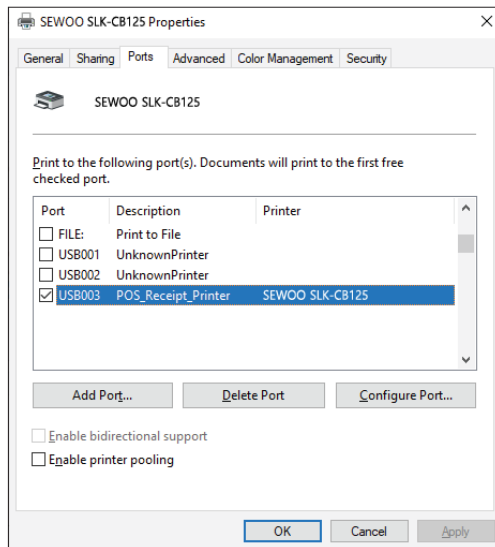 SEWOO SLK-CB125 Properties
General Sharing Ports Advanced Color Management Security
SEWOO SLK-CB125
Print to the following port(s). Documents will print to the first free
checked port.
Port Description Printer
FILE: Print to File
USB001 UnknownPrinter
USB002 UnknownPrinter
USB003 POS_Receipt_Printer SEWOO SLK-CB125
Add Port... Delete Port Configure Port...
Enable bidirectional support
Enable printer pooling
OK Cancel Apply